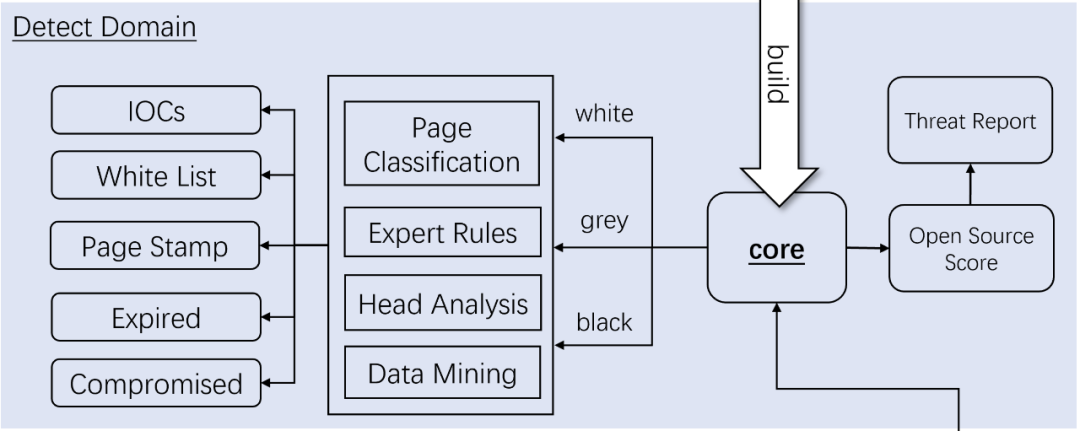 Detect Domain
build
IOCs
White List
Page Stamp
Expired
Compromised
Page
Classification
Expert Rules
Head Analysis
Data Mining
white
grey
black
core
Threat Report
Open Source
Score